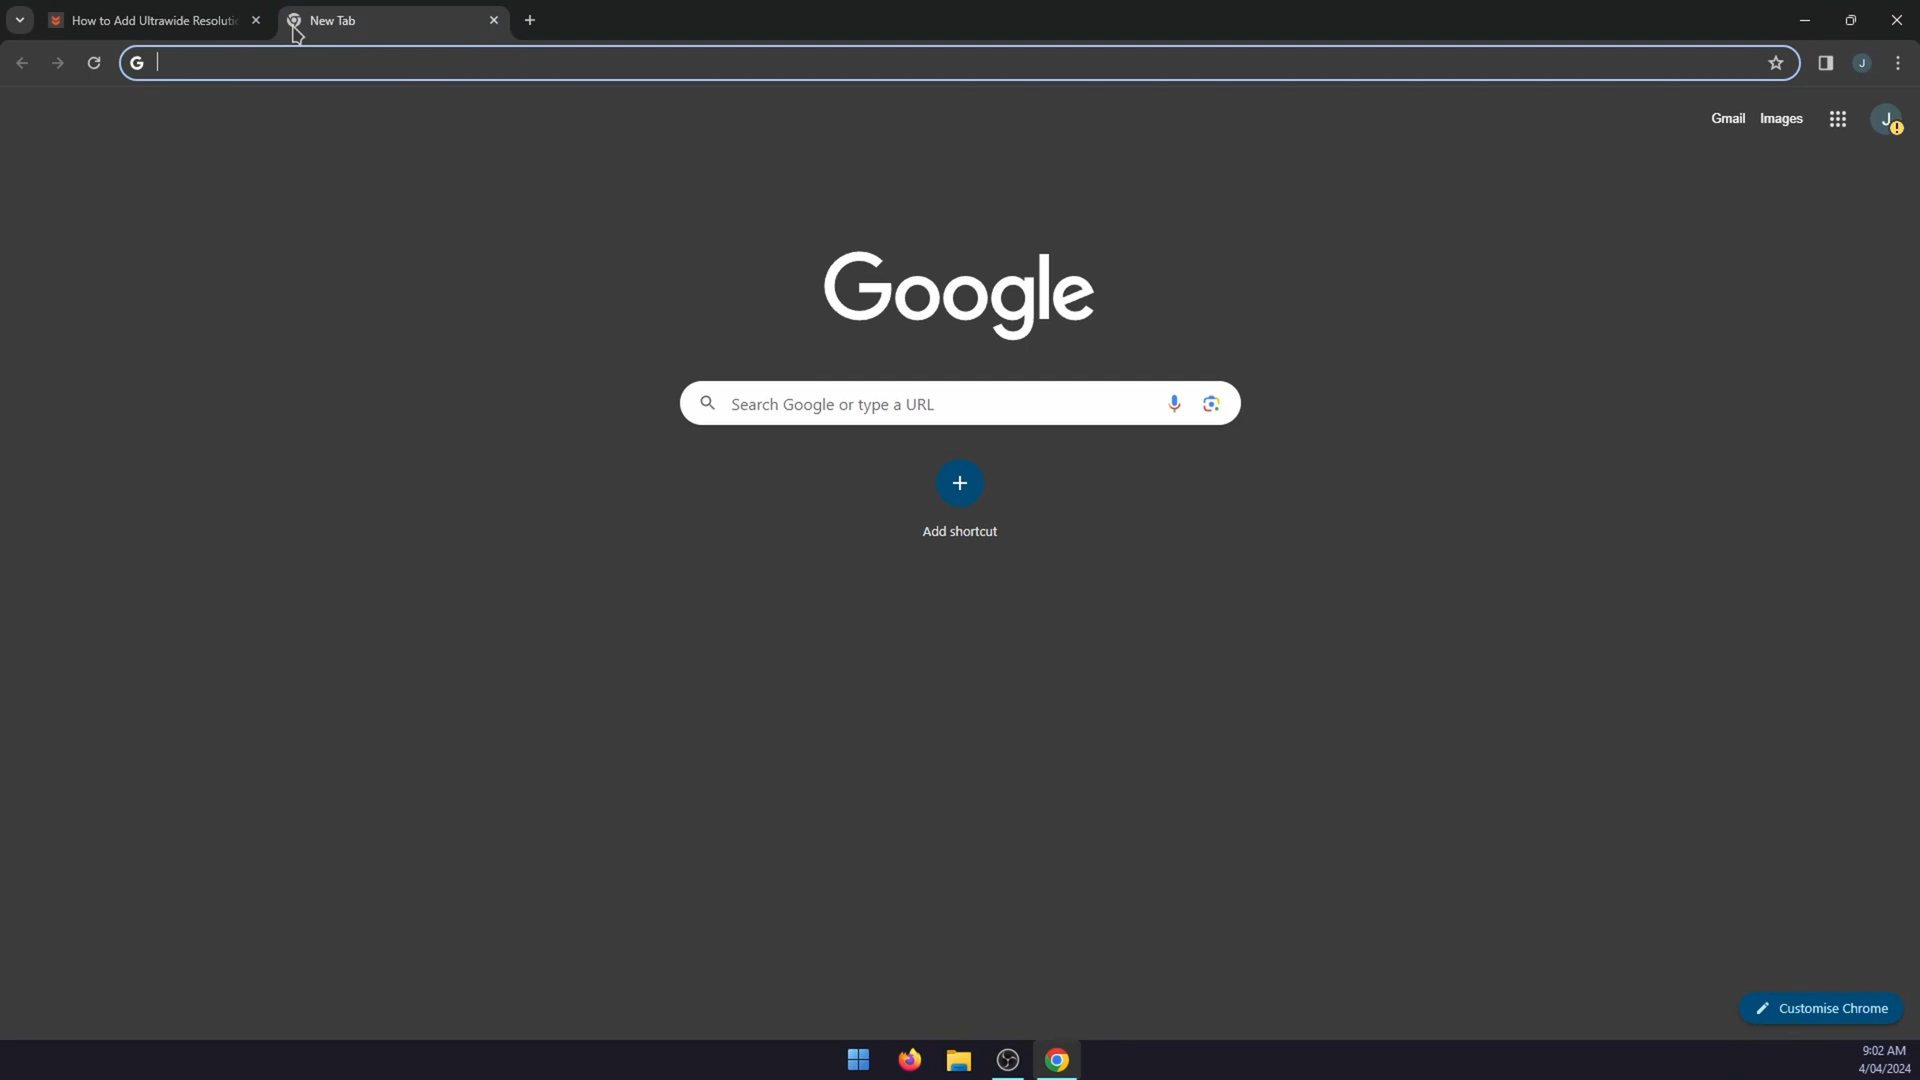 How to Add Ultrawide Resoluti
New Tab
Gmail Images
J
J
Google
Search Google or type a URL
Add shortcut
Customise Chrome
9:02 AM
4/04/2024